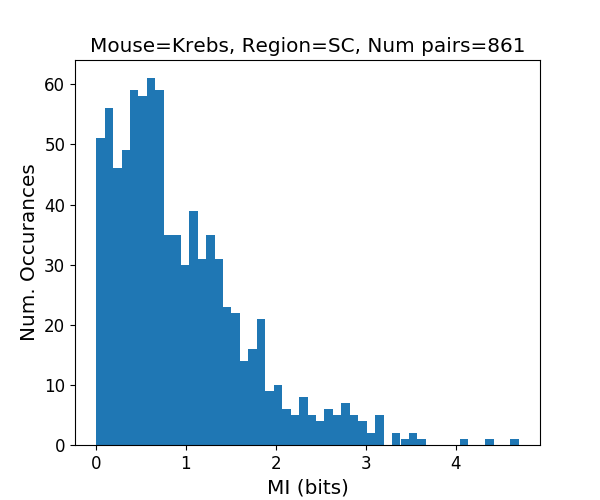 Mouse=Krebs, Region=SC, Num pairs=861
60
50
40
30
20
10
0
Num. Occurances
0 1 2 3 4
MI (bits)